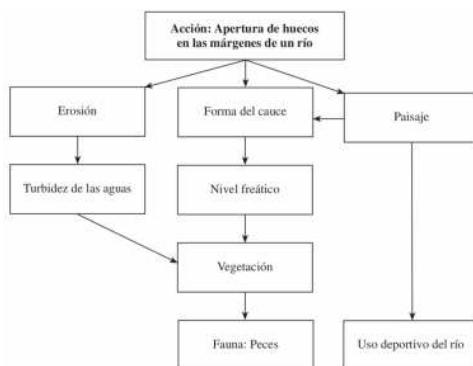 Acción: Apertura de huecos
en las márgenes de un río
Erosión
Forma del cauce
Paisaje
Turbidez de las aguas
Nivel freático
Vegetación
Fauna: Peces
Uso deportivo del río